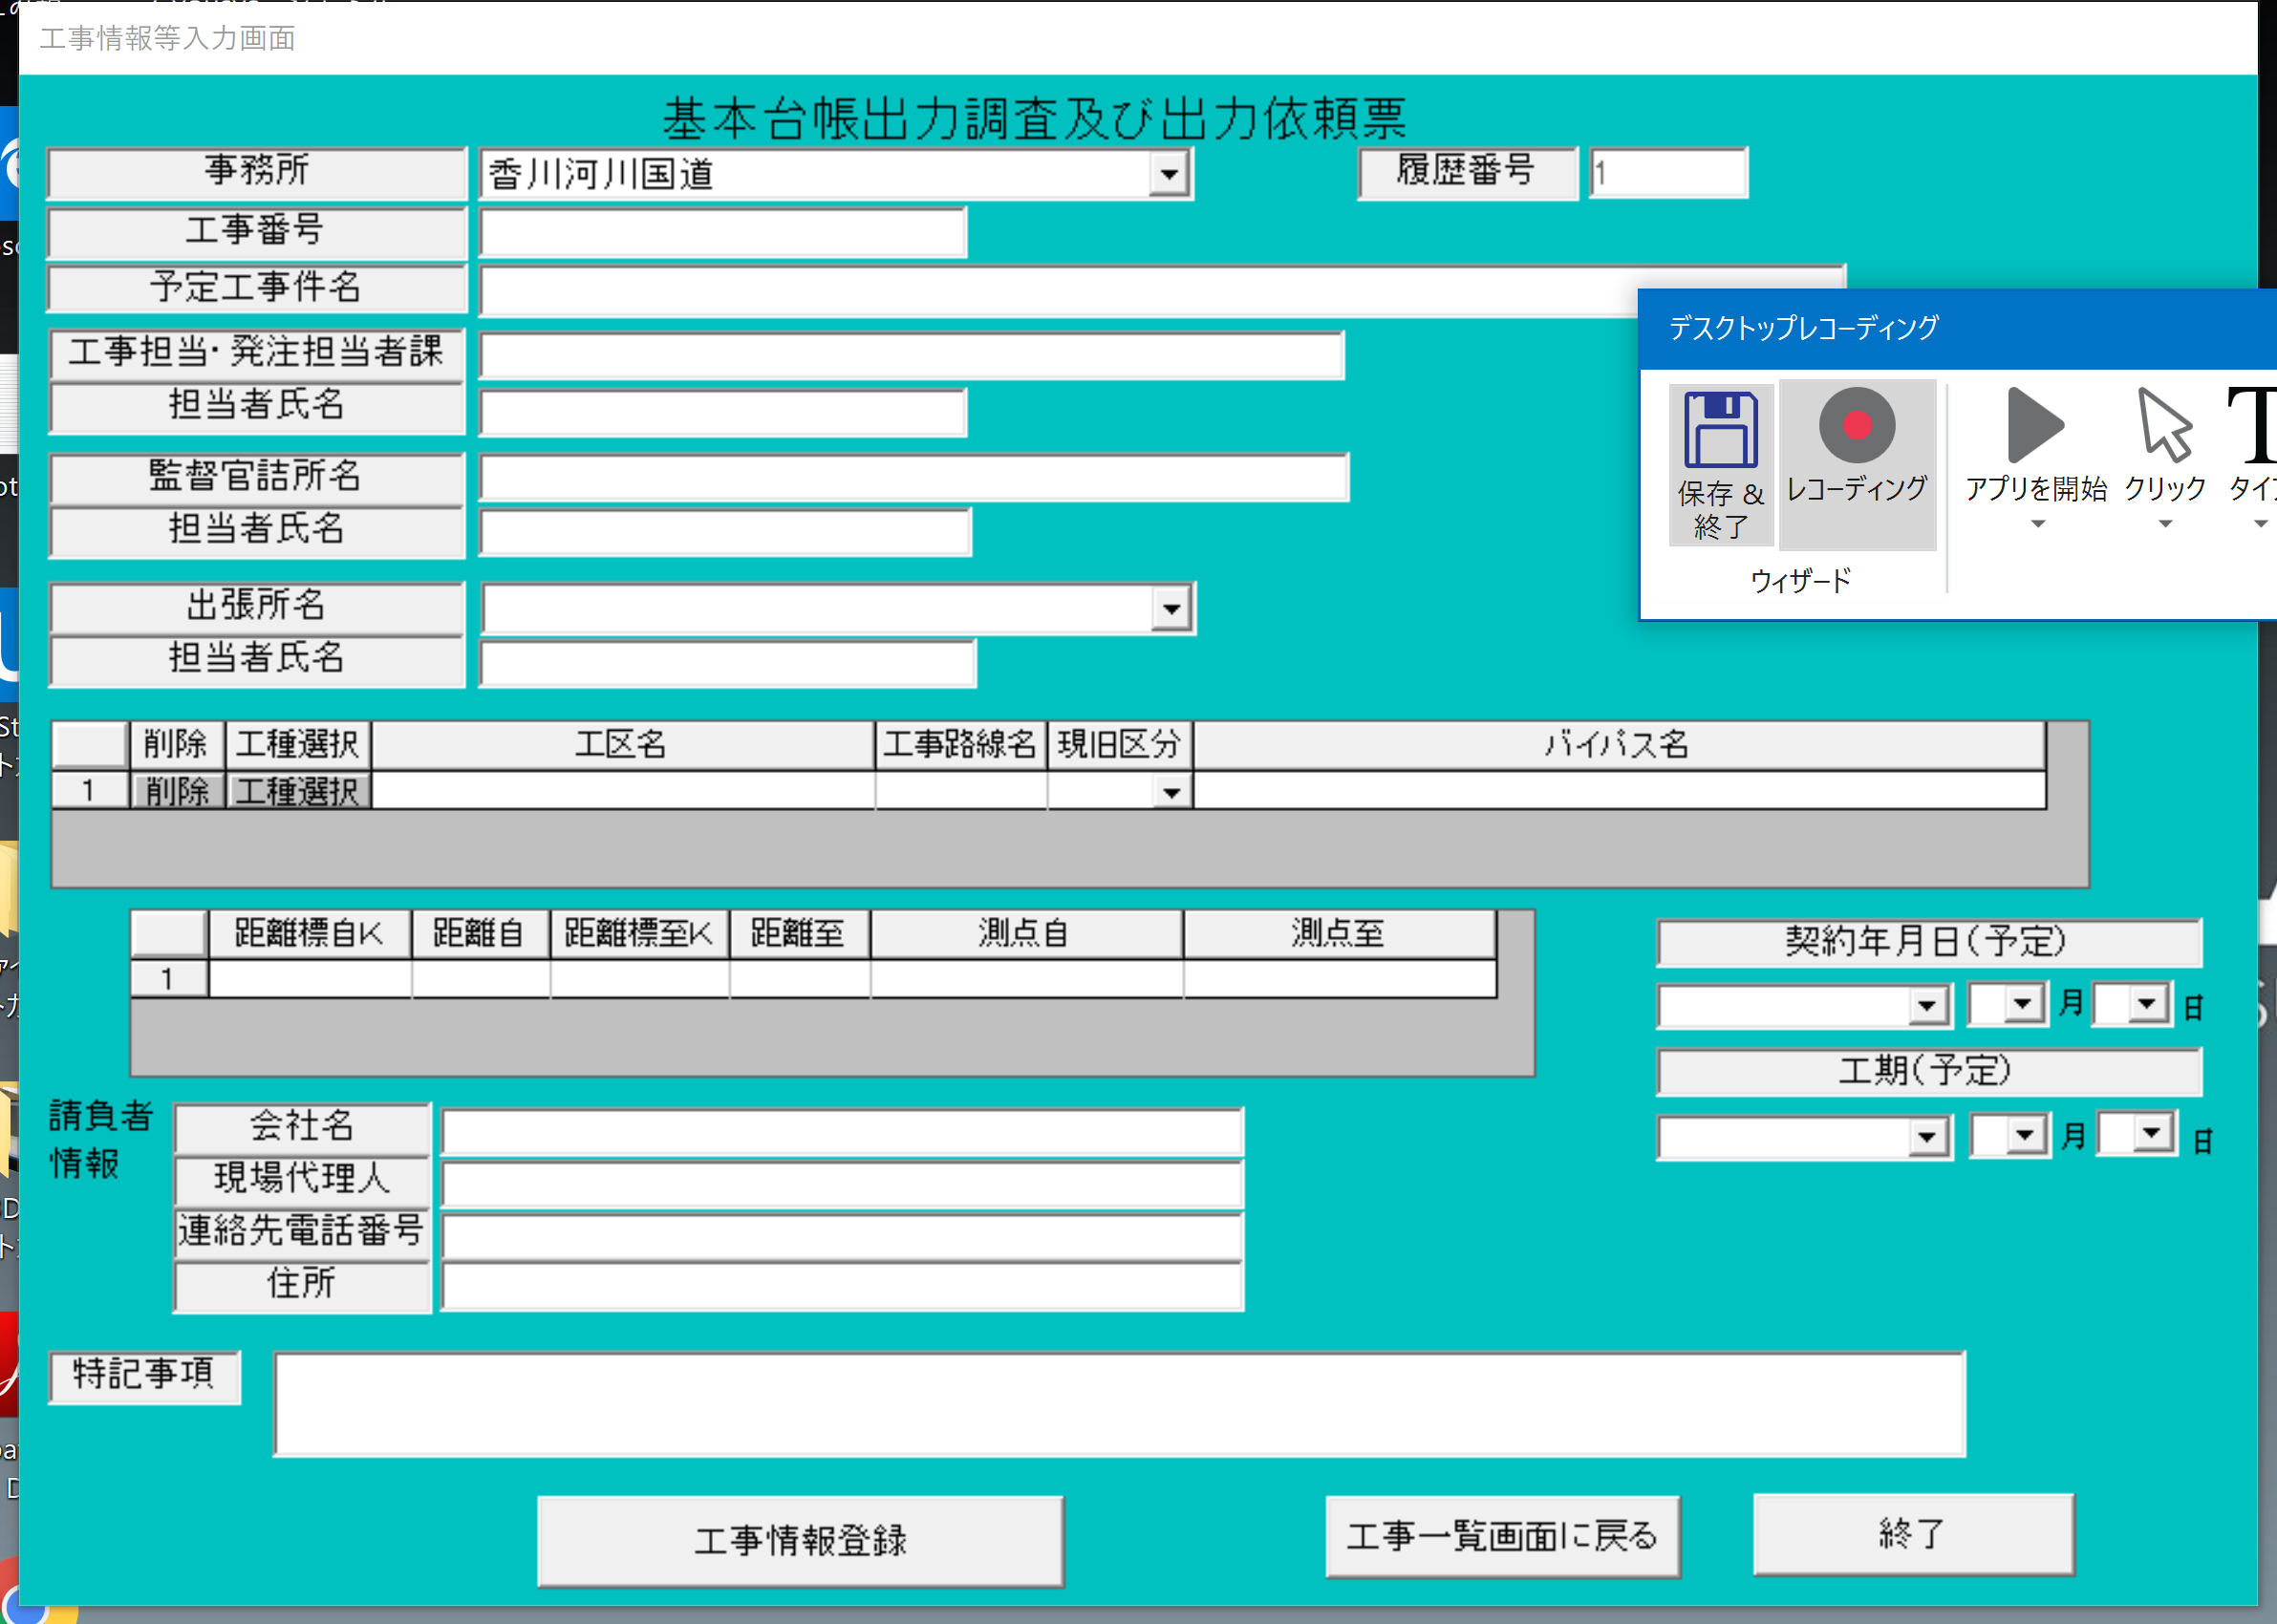 工事情報等入力画面
基本台帳出力調査及び出力依頼票
事務所 香川河川国道 履歴番号 1
工事番号
予定工事件名
工事担当・発注担当者課
担当者氏名
監督官詰所名
担当者氏名
出張所名
担当者氏名
デスクトップレコーディング
保存 &
終了
レコーディング
アプリを開始
クリック
ウィザード
削除 工種選択 工区名 工事路線名 現旧区分 バイパス名
1 削除 工種選択
距離標自K 距離自 距離標至K 距離至 測点自 測点至
1
契約年月日(予定)
月 日
工期(予定)
月 日
請負者
情報
会社名
現場代理人
連絡先電話番号
住所
特記事項
工事情報登録
工事一覧画面に戻る
終了